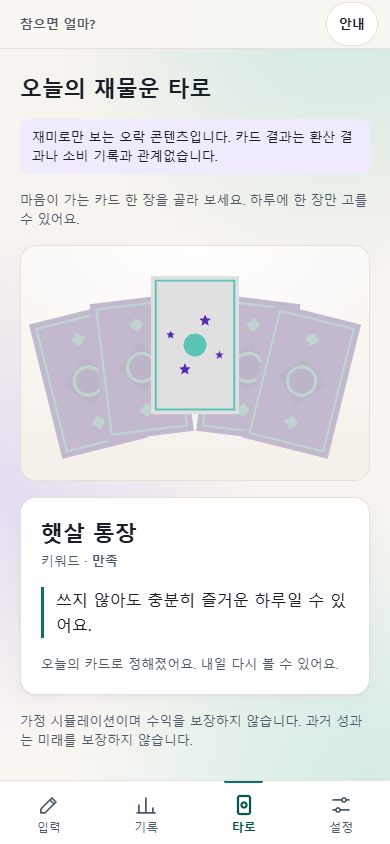 참으면 얼마?
안내
오늘의 재물운 타로
재미로만 보는 오락 콘텐츠입니다. 카드 결과는 환산 결
과나 소비 기록과 관계없습니다.
마음이 가는 카드 한 장을 골라 보세요. 하루에 한 장만 고를
수 있어요.
햇살 통장
키워드 · 만족
쓰지 않아도 충분히 즐거운 하루일 수 있
어요.
오늘의 카드로 정해졌어요. 내일 다시 볼 수 있어요.
가정 시뮬레이션이며 수익을 보장하지 않습니다. 과거 성과
는 미래를 보장하지 않습니다.
입력
기록
타로
설정